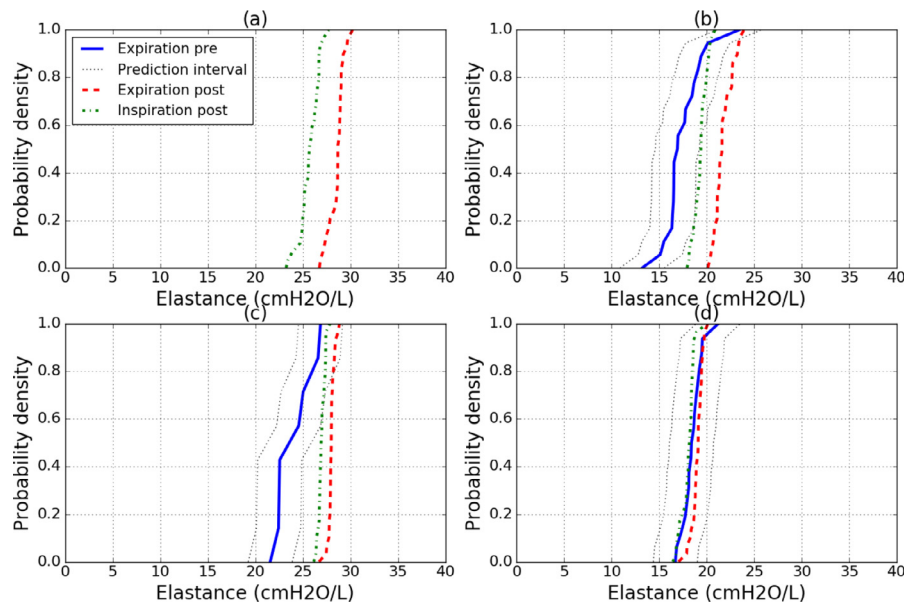 (a)
1.0
Expiration pre
Prediction interval
Expiration post
Inspiration post
0.8
0.6
0.4
0.2
0.0
Probability density
0 5 10 15 20 25 30 35 40
Elastance (cmH2O/L)
(b)
1.0
0.8
0.6
0.4
0.2
0.0
Probability density
0 5 10 15 20 25 30 35 40
Elastance (cmH2O/L)
(c)
1.0
0.8
0.6
0.4
0.2
0.0
Probability density
0 5 10 15 20 25 30 35 40
Elastance (cmH2O/L)
(d)
1.0
0.8
0.6
0.4
0.2
0.0
Probability density
0 5 10 15 20 25 30 35 40
Elastance (cmH2O/L)